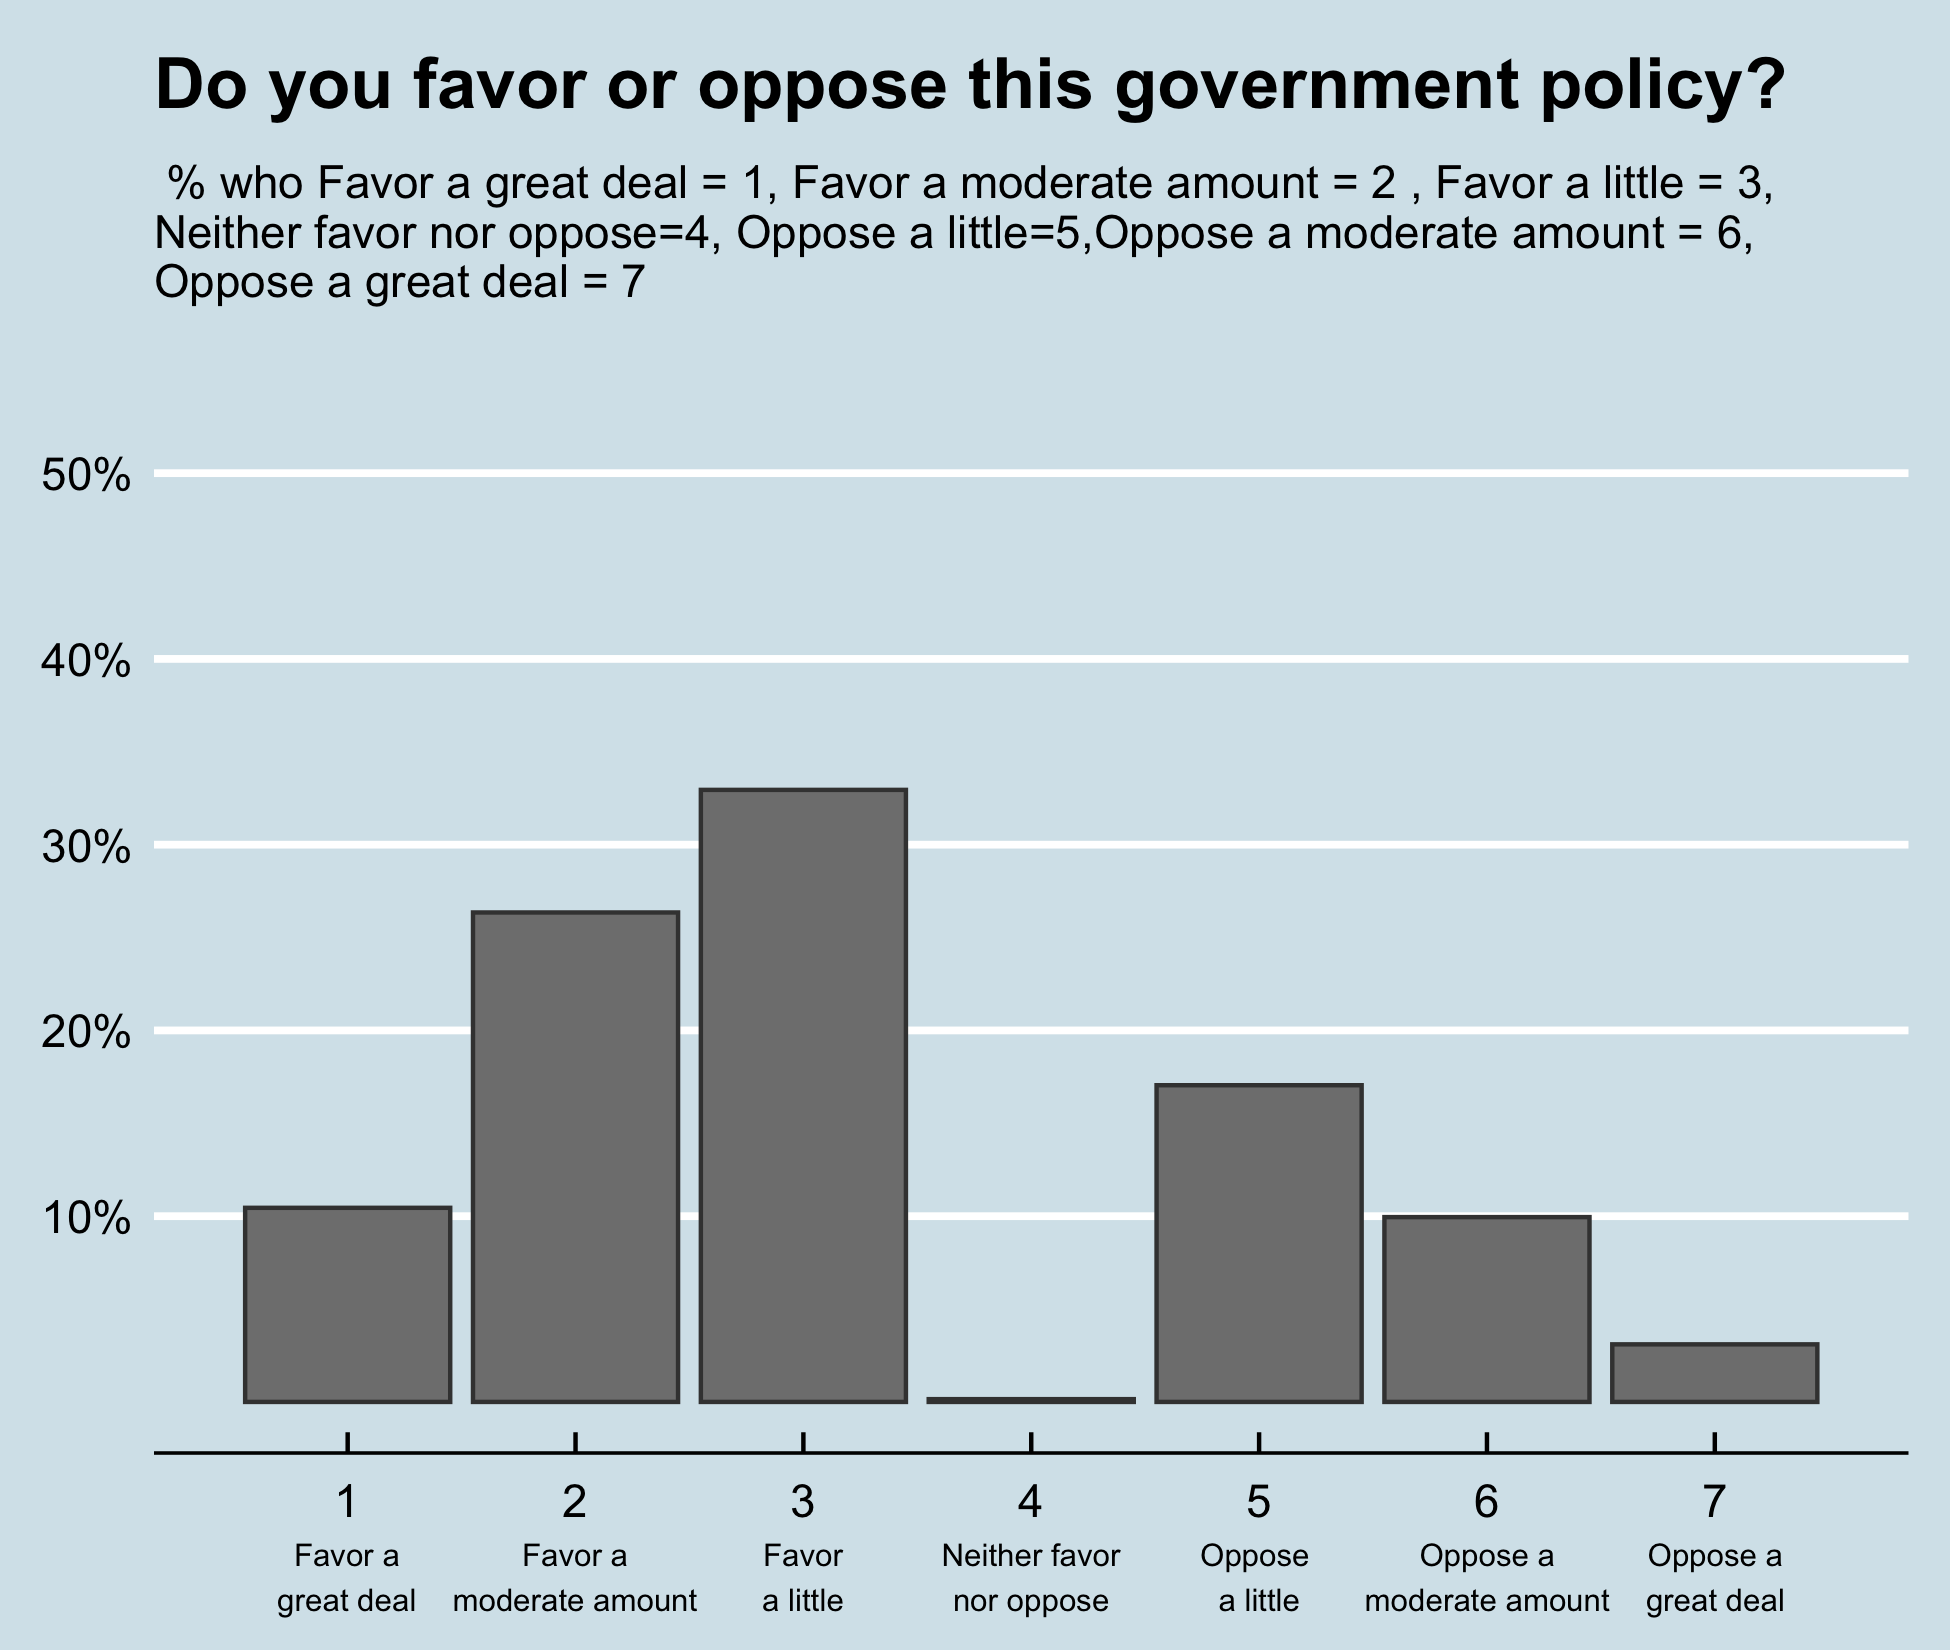 Do you favor or oppose this government policy?
% who Favor a great deal = 1, Favor a moderate amount = 2 , Favor a little = 3,
Neither favor nor oppose=4, Oppose a little=5,Oppose a moderate amount = 6,
Oppose a great deal = 7
50%
40%
30%
20%
10%
1 2 3 4 5 6 7
Favor a Favor a Favor Neither favor Oppose Oppose a Oppose a
great deal moderate amount a little nor oppose a little moderate amount great deal